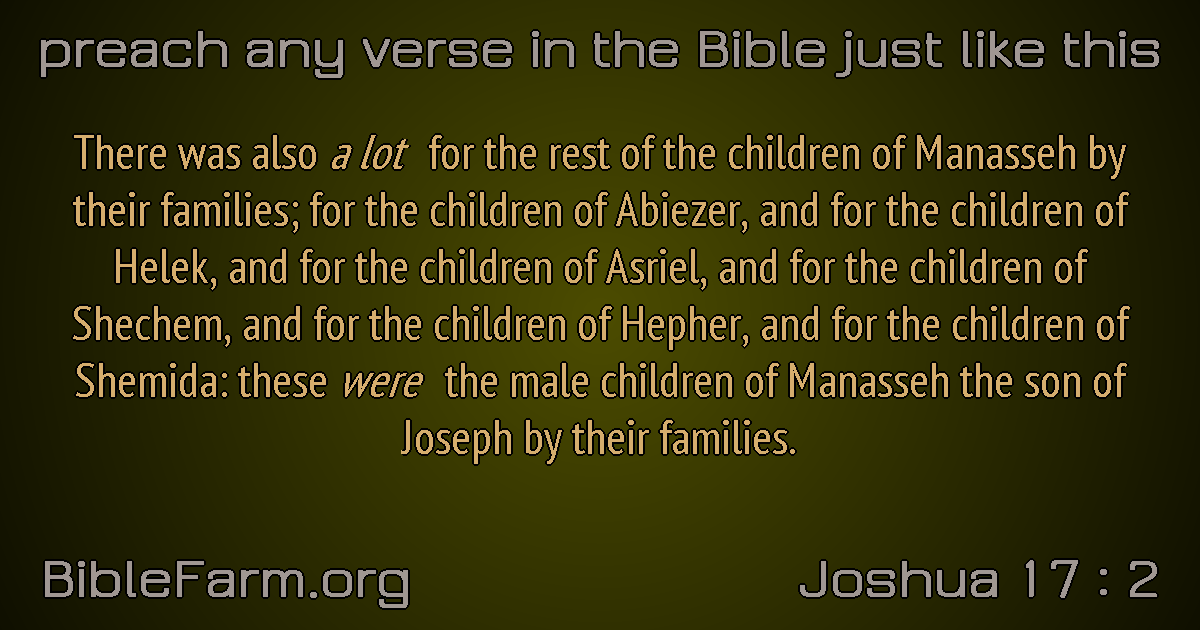 preach any verse in the Bible just like this
There was also a lot for the rest of the children of Manasseh by
their families; for the children of Abiezer, and for the children of
Helek, and for the children of Asriel, and for the children of
Shechem, and for the children of Hepher, and for the children of
Shemida: these were the male children of Manasseh the son of
Joseph by their families.
BibleFarm.org
Joshua 17 : 2